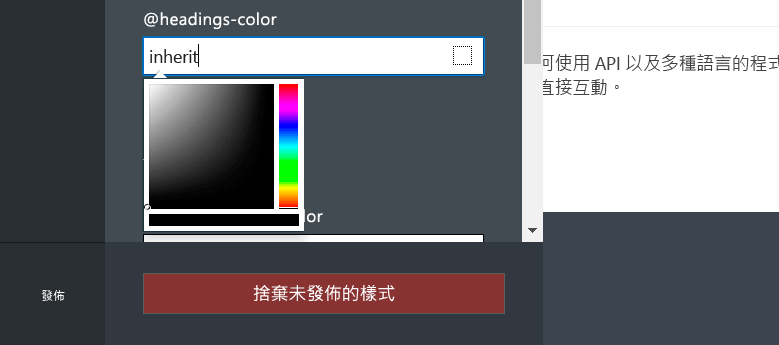 @headings-color
inherit
lor
發佈
捨棄未發佈的樣式
可使用 API 以及多種語言的程式
直接互動。